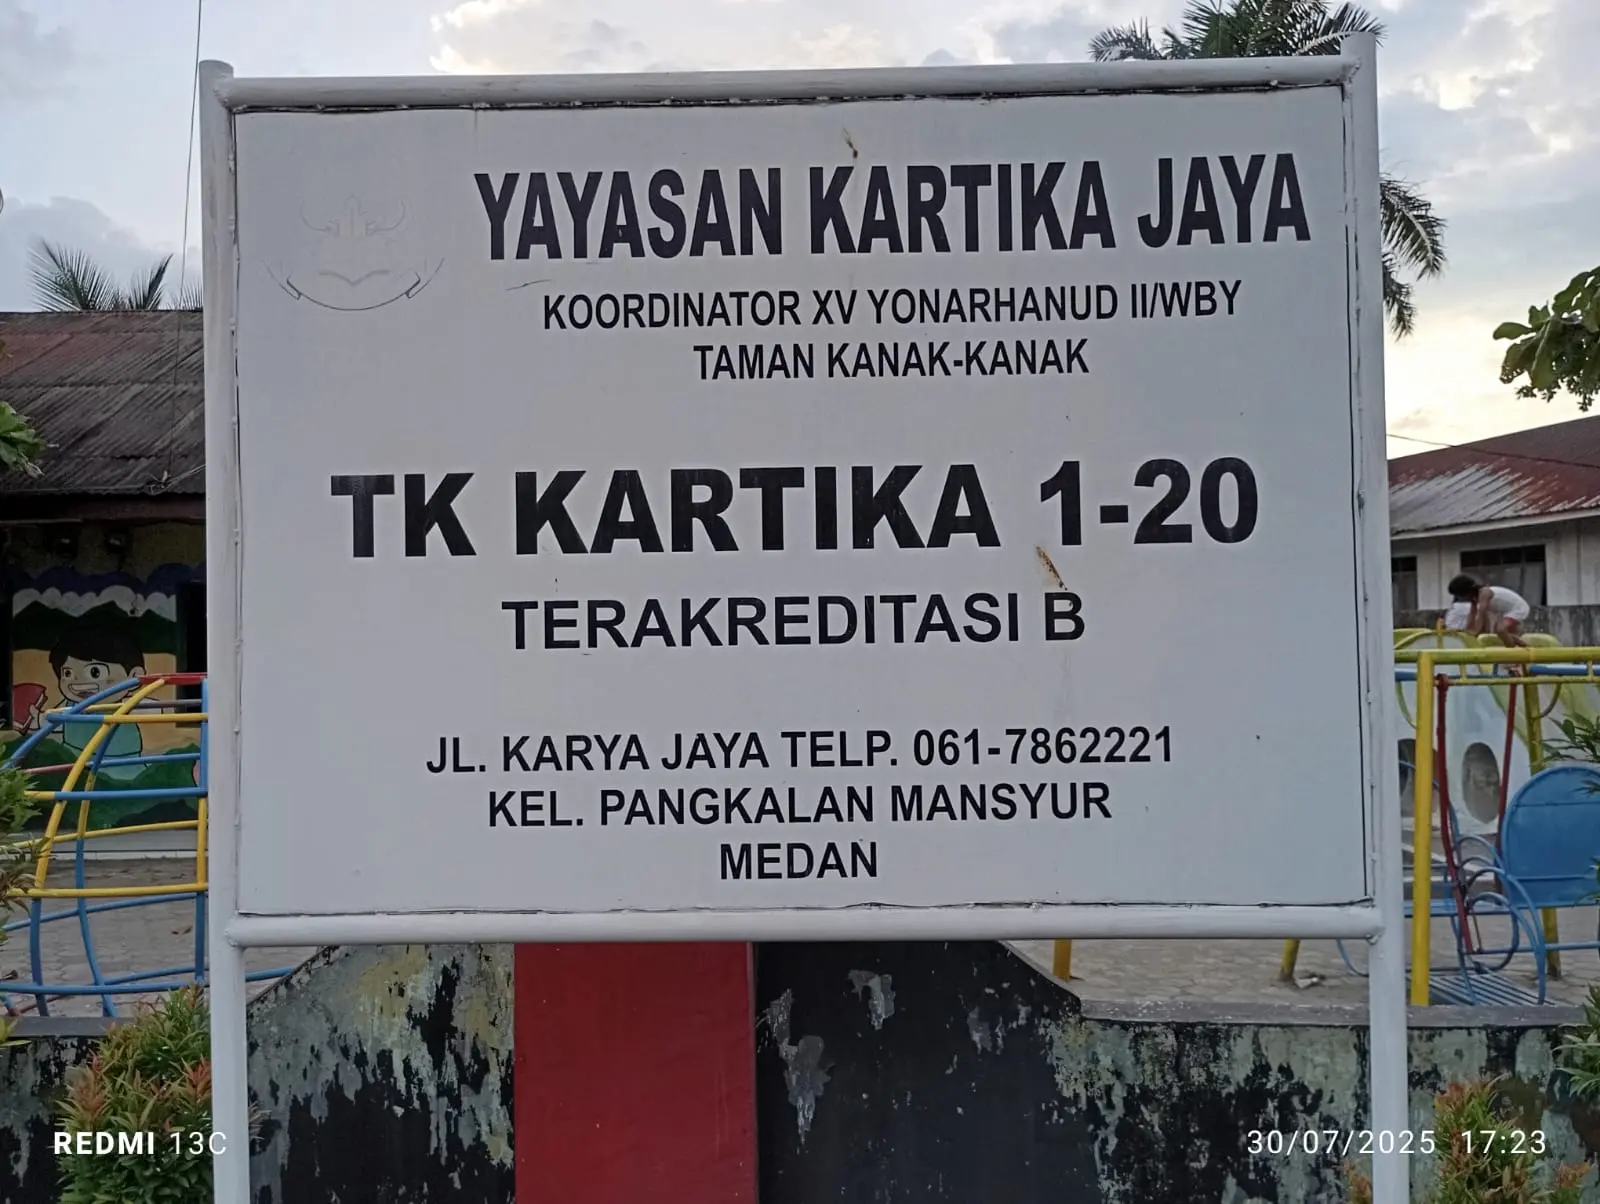 YAYASAN KARTIKA JAYA
KOORDINATOR XV YONARHANUD II/WBY
TAMAN KANAK-KANAK
TK KARTIKA 1-20
TERAKREDITASI B
JL. KARYA JAYA TELP. 061-7862221
KEL. PANGKALAN MANSYUR
MEDAN
REDMI 13C
30/07/2025 17:23